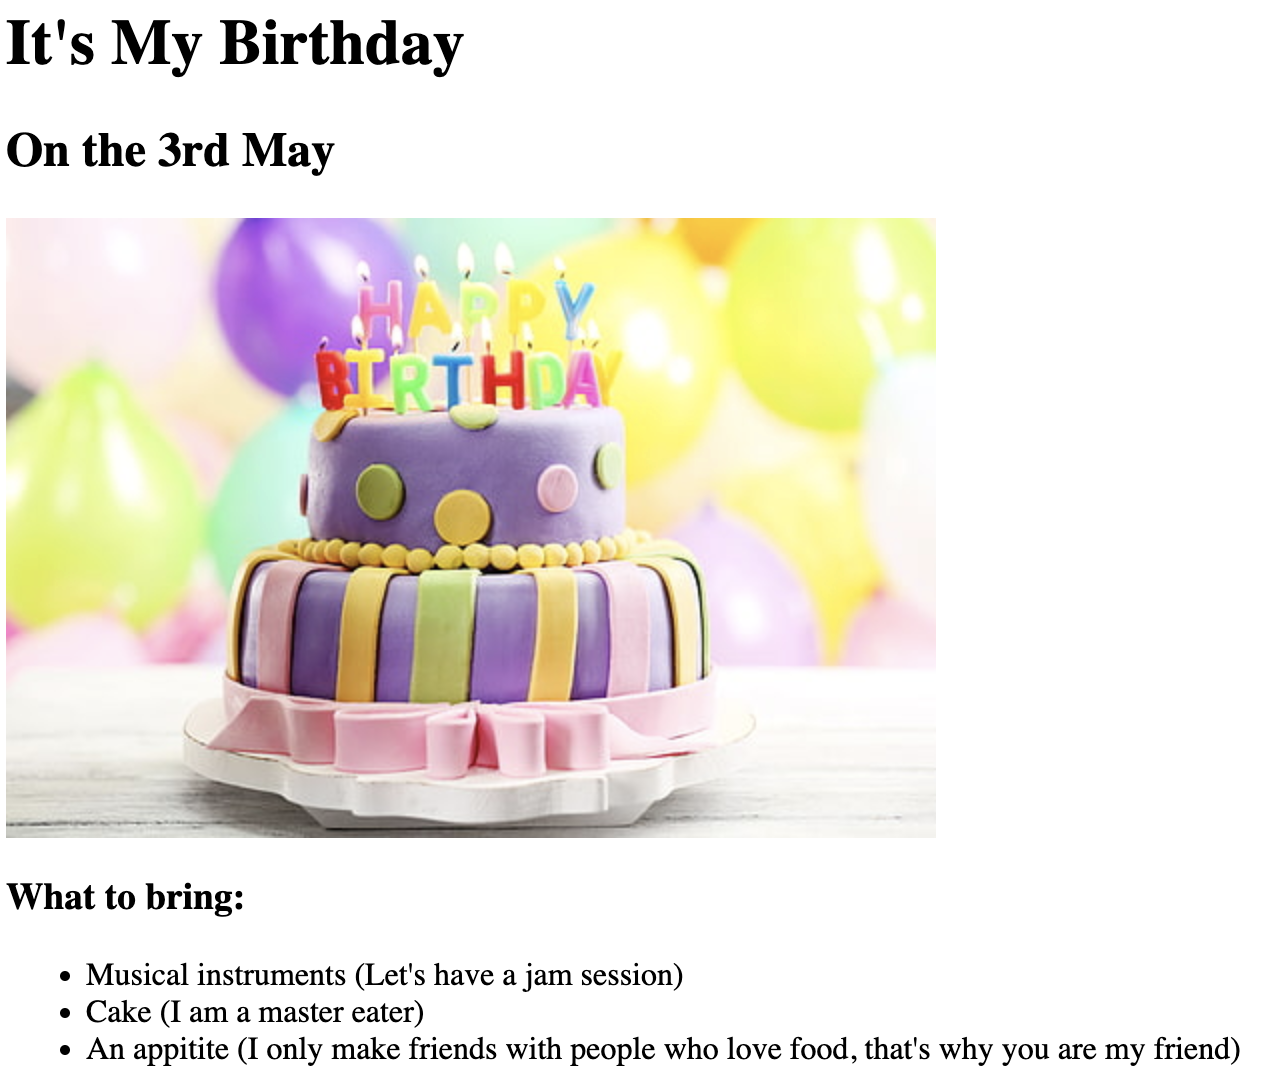 It's My Birthday
On the 3rd May
HAPPY
BIRTHDAY
What to bring:
Musical instruments (Let's have a jam session)
Cake (I am a master eater)
An appitite (I only make friends with people who love food, that's why you are my friend)